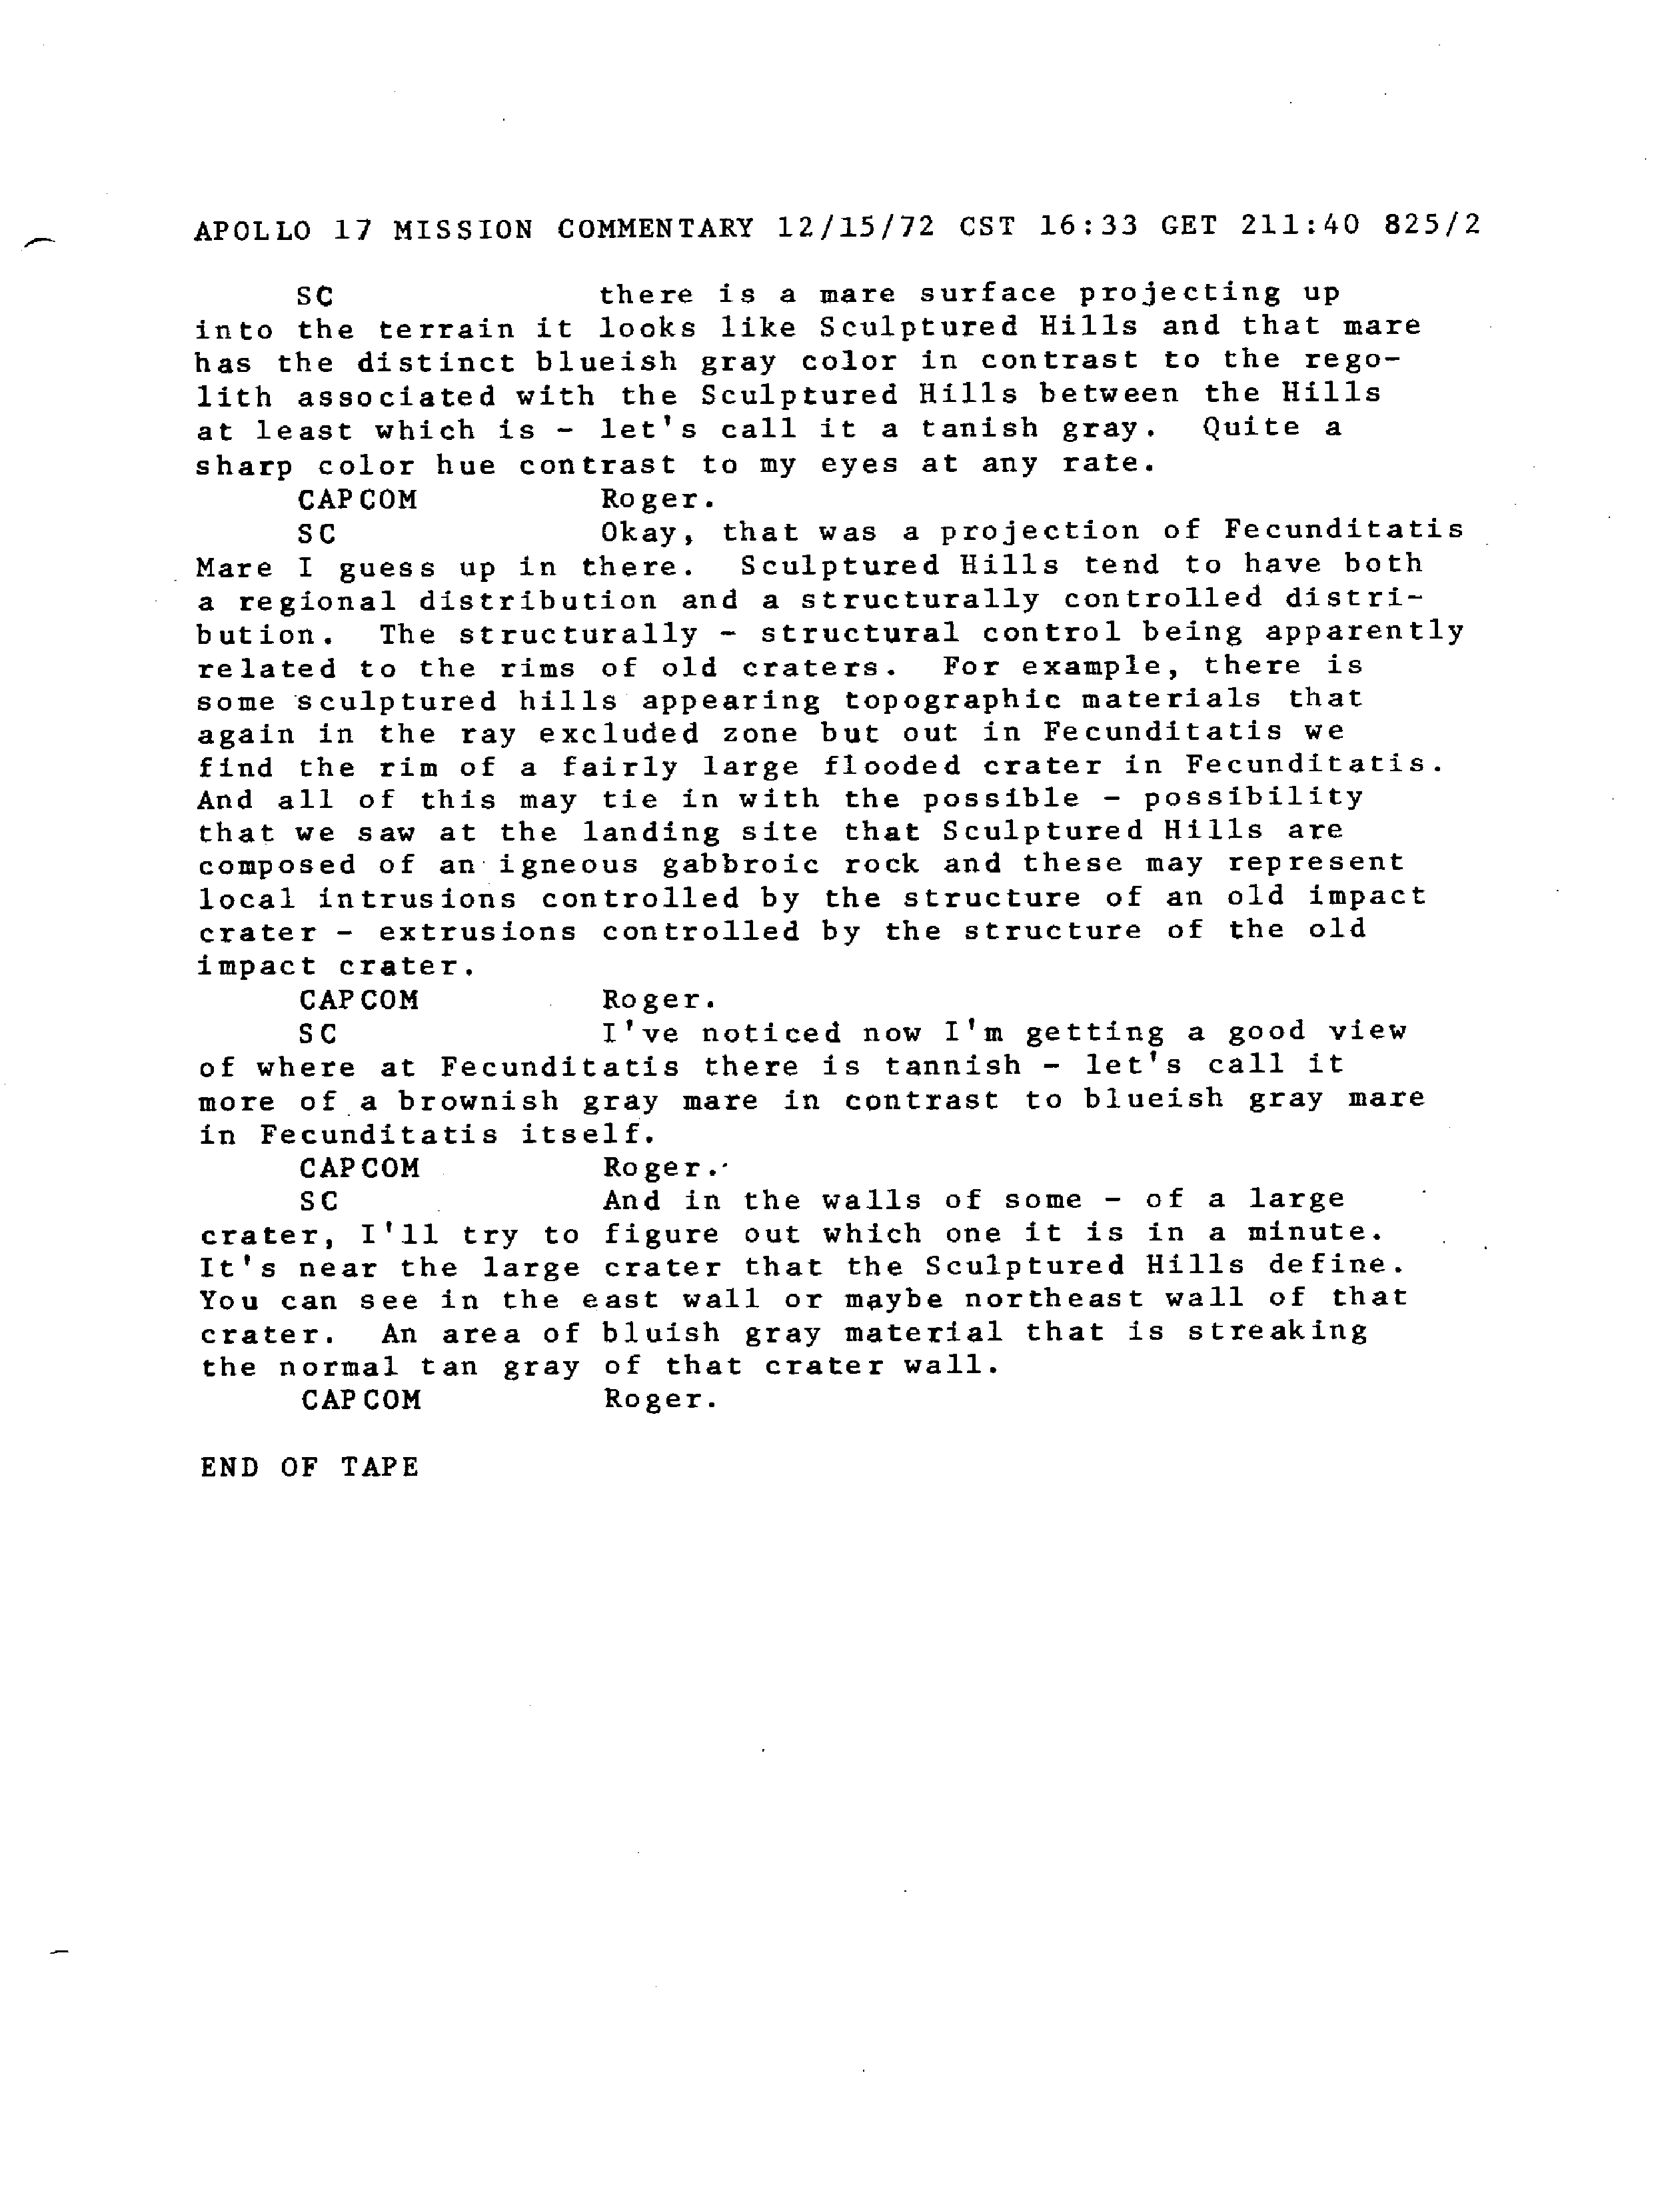 APOLLO 17 MISSION COMMENTARY 12/15/72 CST 16:33 GET 211:40 825/2
SC there is a mare surface projecting up
into the terrain it looks like Sculptured Hills and that mare
has the distinct blueish gray color in contrast to the rego-
lith associated with the Sculptured Hills between the Hills
at least which is - let's call it a tanish gray. Quite a
sharp color hue contrast to my eyes at any rate.
CAPCOM Roger.
SC Okay, that was a projection of Fecunditatis
Mare I guess up in there. Sculptured Hills tend to have both
a regional distribution and a structurally controlled distri-
bution. The structurally - structural control being apparently
related to the rims of old craters. For example, there is
some sculptured hills appearing topographic materials that
again in the ray excluded zone but out in Fecunditatis we
find the rim of a fairly large flooded crater in Fecunditatis.
And all of this may tie in with the possible - possibility
that we saw at the landing site that Sculptured Hills are
composed of an igneous gabbroic rock and these may represent
local intrusions controlled by the structure of an old impact
crater - extrusions controlled by the structure of the old
impact crater.
CAPCOM Roger.
SC I've noticed now I'm getting a good view
of where at Fecunditatis there is tannish - let's call it
more of a brownish gray mare in contrast to blueish gray mare
in Fecunditatis itself.
CAPCOM Roger.
SC And in the walls of some - of a large
crater, I'll try to figure out which one it is in a minute.
It's near the large crater that the Sculptured Hills define.
You can see in the east wall or maybe northeast wall of that
crater. An area of bluish gray material that is streaking
the normal tan gray of that crater wall.
CAPCOM Roger.
END OF TAPE